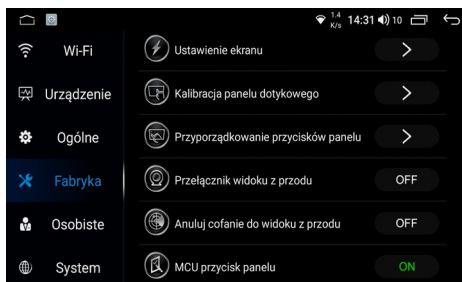 1.4
K/s
14:31
10
Wi-Fi
Ustawienie ekranu
Urządzenie
Kalibracja panelu dotykowego
Ogólne
Przyporządkowanie przycisków panelu
Fabryka
Przełącznik widoku z przodu
OFF
Osobiste
Anuluj cofanie do widoku z przodu
OFF
System
MCU przycisk panelu
ON